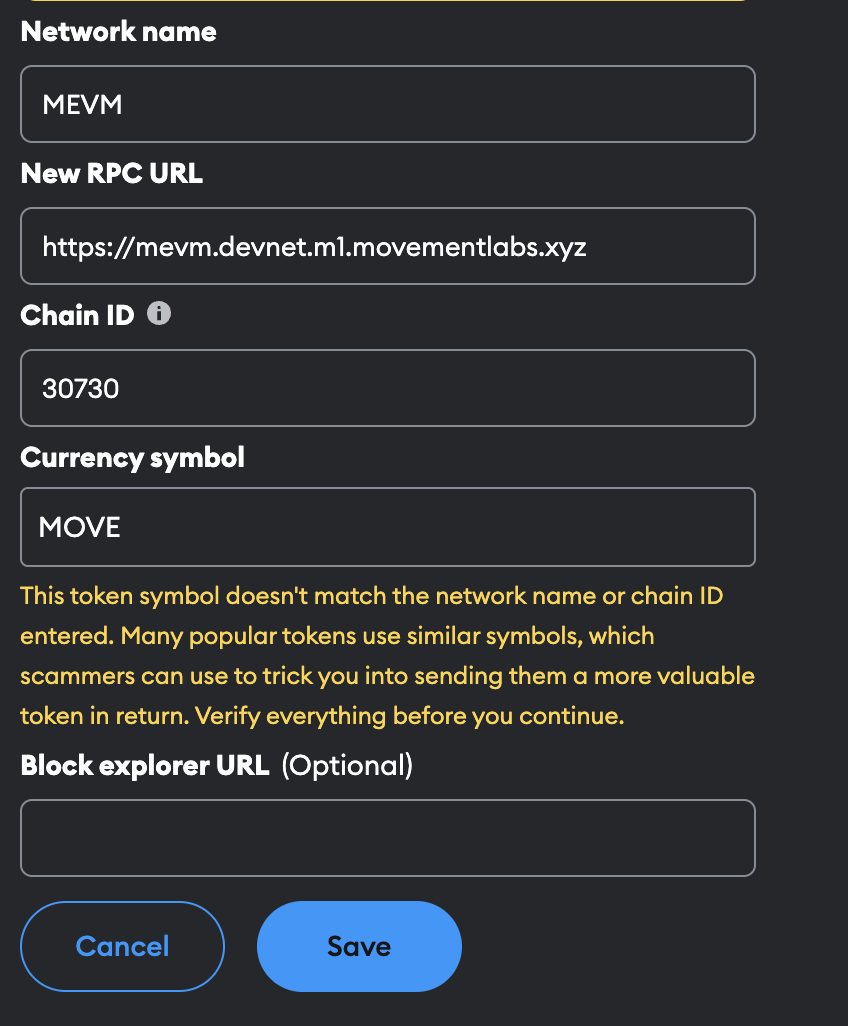 Network name
MEVM
New RPC URL
https://mevm.devnet.m1.movementlabs.xyz
Chain ID
30730
Currency symbol
MOVE
This token symbol doesn't match the network name or chain ID
entered. Many popular tokens use similar symbols, which
scammers can use to trick you into sending them a more valuable
token in return. Verify everything before you continue.
Block explorer URL (Optional)
Cancel Save